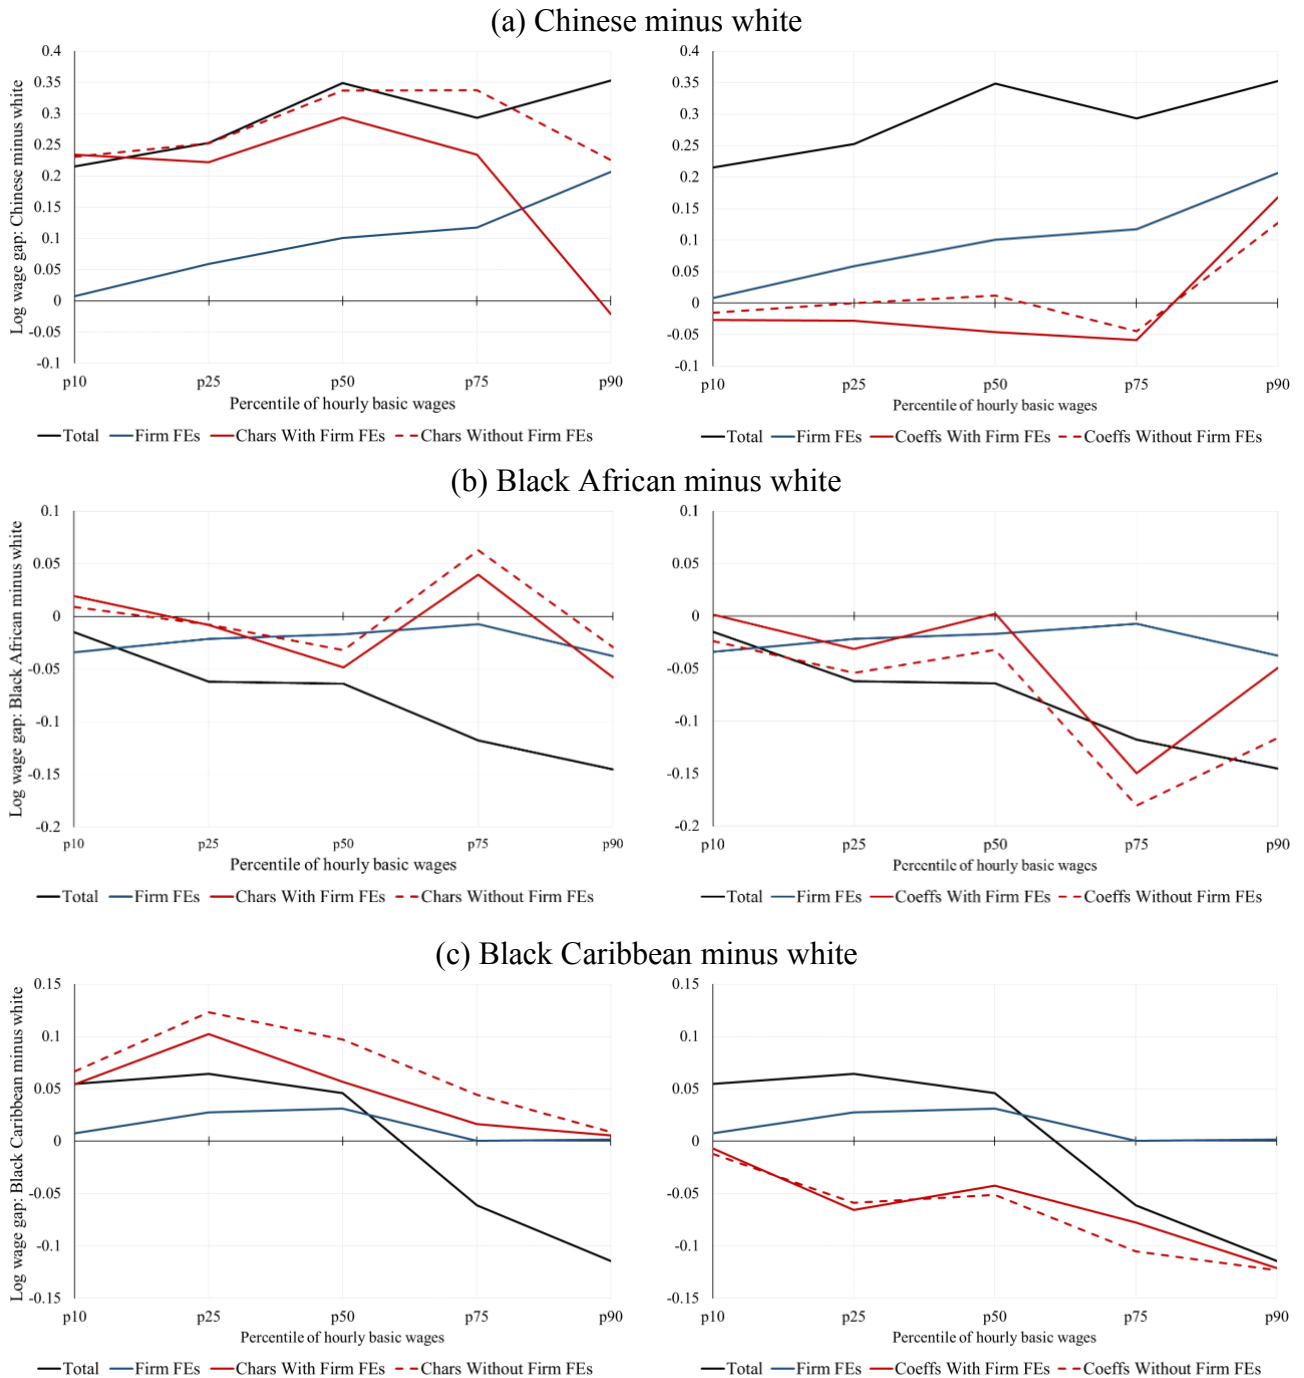 (a) Chinese minus white
Log wage gap: Chinese minus white
0.4
0.35
0.3
0.25
0.2
0.15
0.1
0.05
0
-0.05
-0.1
p10 p25 p50 p75 p90
Percentile of hourly basic wages
Total Firm FEs Chars With Firm FEs Chars Without Firm FEs
0.4
0.35
0.3
0.25
0.2
0.15
0.1
0.05
0
-0.05
-0.1
p10 p25 p50 p75 p90
Percentile of hourly basic wages
Total Firm FEs Coeffs With Firm FEs Coeffs Without Firm FEs
(b) Black African minus white
Log wage gap: Black African minus white
0.1
0.05
0
-0.05
-0.1
-0.15
-0.2
p10 p25 p50 p75 p90
Percentile of hourly basic wages
Total Firm FEs Chars With Firm FEs Chars Without Firm FEs
0.1
0.05
0
-0.05
-0.1
-0.15
-0.2
p10 p25 p50 p75 p90
Percentile of hourly basic wages
Total Firm FEs Coeffs With Firm FEs Coeffs Without Firm FEs
(c) Black Caribbean minus white
Log wage gap: Black Caribbean minus white
0.15
0.1
0.05
0
-0.05
-0.1
-0.15
p10 p25 p50 p75 p90
Percentile of hourly basic wages
Total Firm FEs Chars With Firm FEs Chars Without Firm FEs
0.15
0.1
0.05
0
-0.05
-0.1
-0.15
p10 p25 p50 p75 p90
Percentile of hourly basic wages
Total Firm FEs Coeffs With Firm FEs Coeffs Without Firm FEs